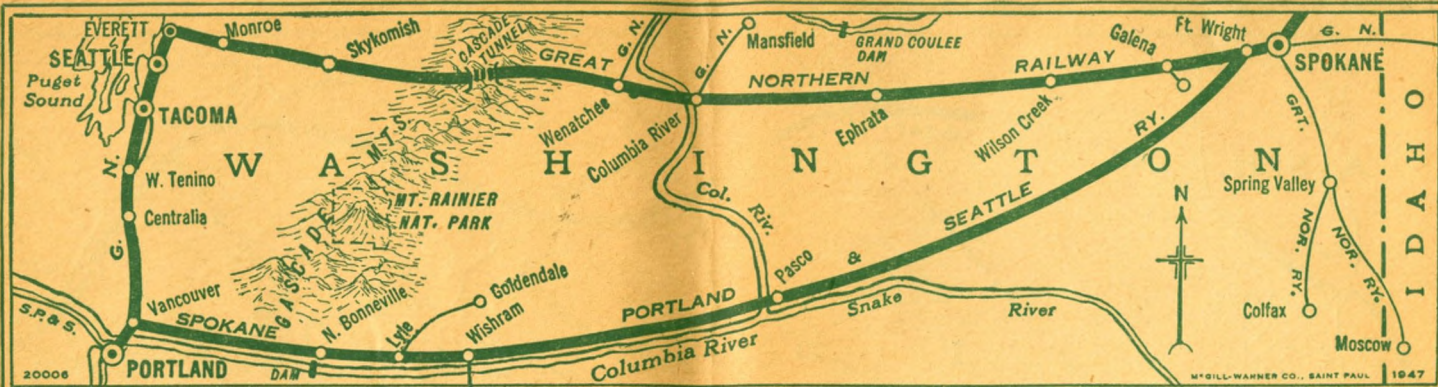 EVERETT
Monroe
SEATTLE
Skykomish
Puget
Sound
TACOMA
CASCADE
TUNNEL
GREAT NORTHERN RAILWAY
G. N.
G. N.
Mansfield
GRAND COULEE
DAM
Galena
Ft. Wright
G. N.
SPOKANE
Wenatchee
Columbia River
Ephrata
Wilson Creek
WASHINGTON
IDAHO
G. N.
W. Tenino
Centralia
CASCADE MTS.
MT. RAINIER
NAT. PARK
Col. Riv.
GRT.
Spring Valley
NOR. RY.
NOR. RY.
Colfax
Moscow
N
S.P.& S.
Vancouver
PORTLAND
SPOKANE PORTLAND & SEATTLE RY.
N. Bonneville
DAM
Lyle
Goldendale
Wishram
Pasco
Columbia River
Snake River
20006
McGILL-WARNER CO., SAINT PAUL
1947